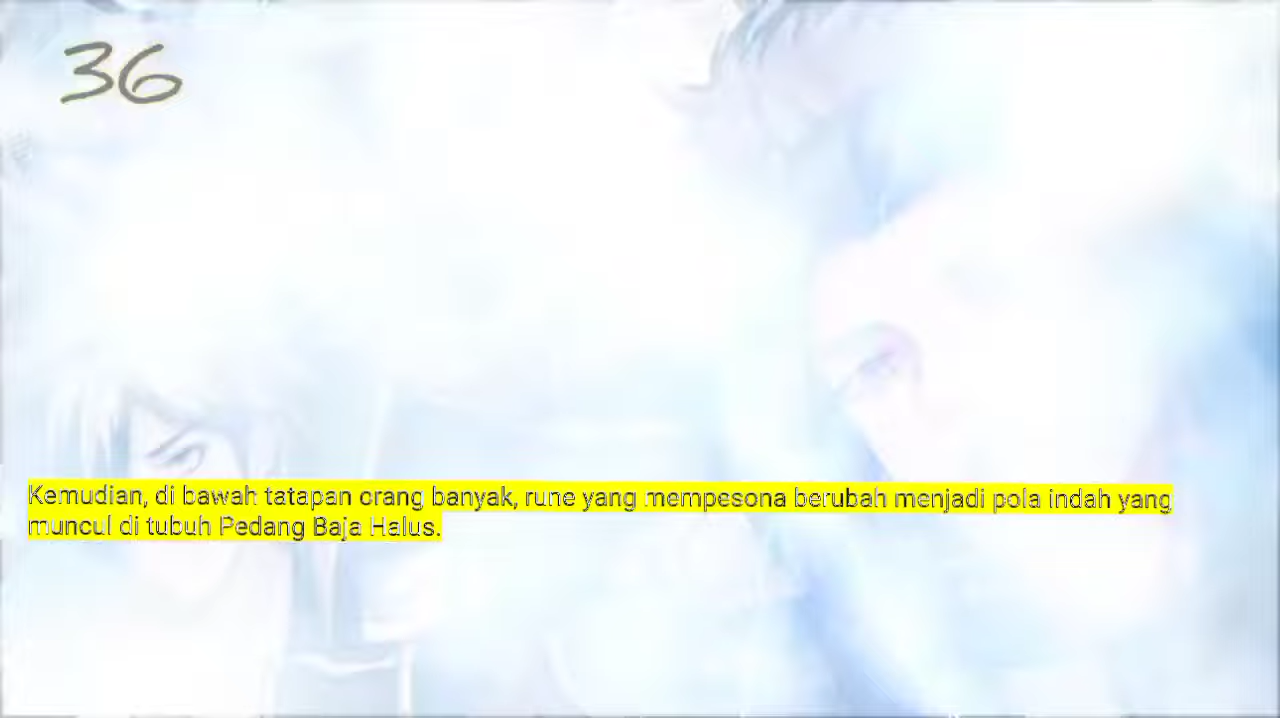 36
Kemudian, di bawah tatapan orang banyak, rune yang mempesona berubah menjadi pola indah yang
muncul di tubuh Pedang Baja Halus.